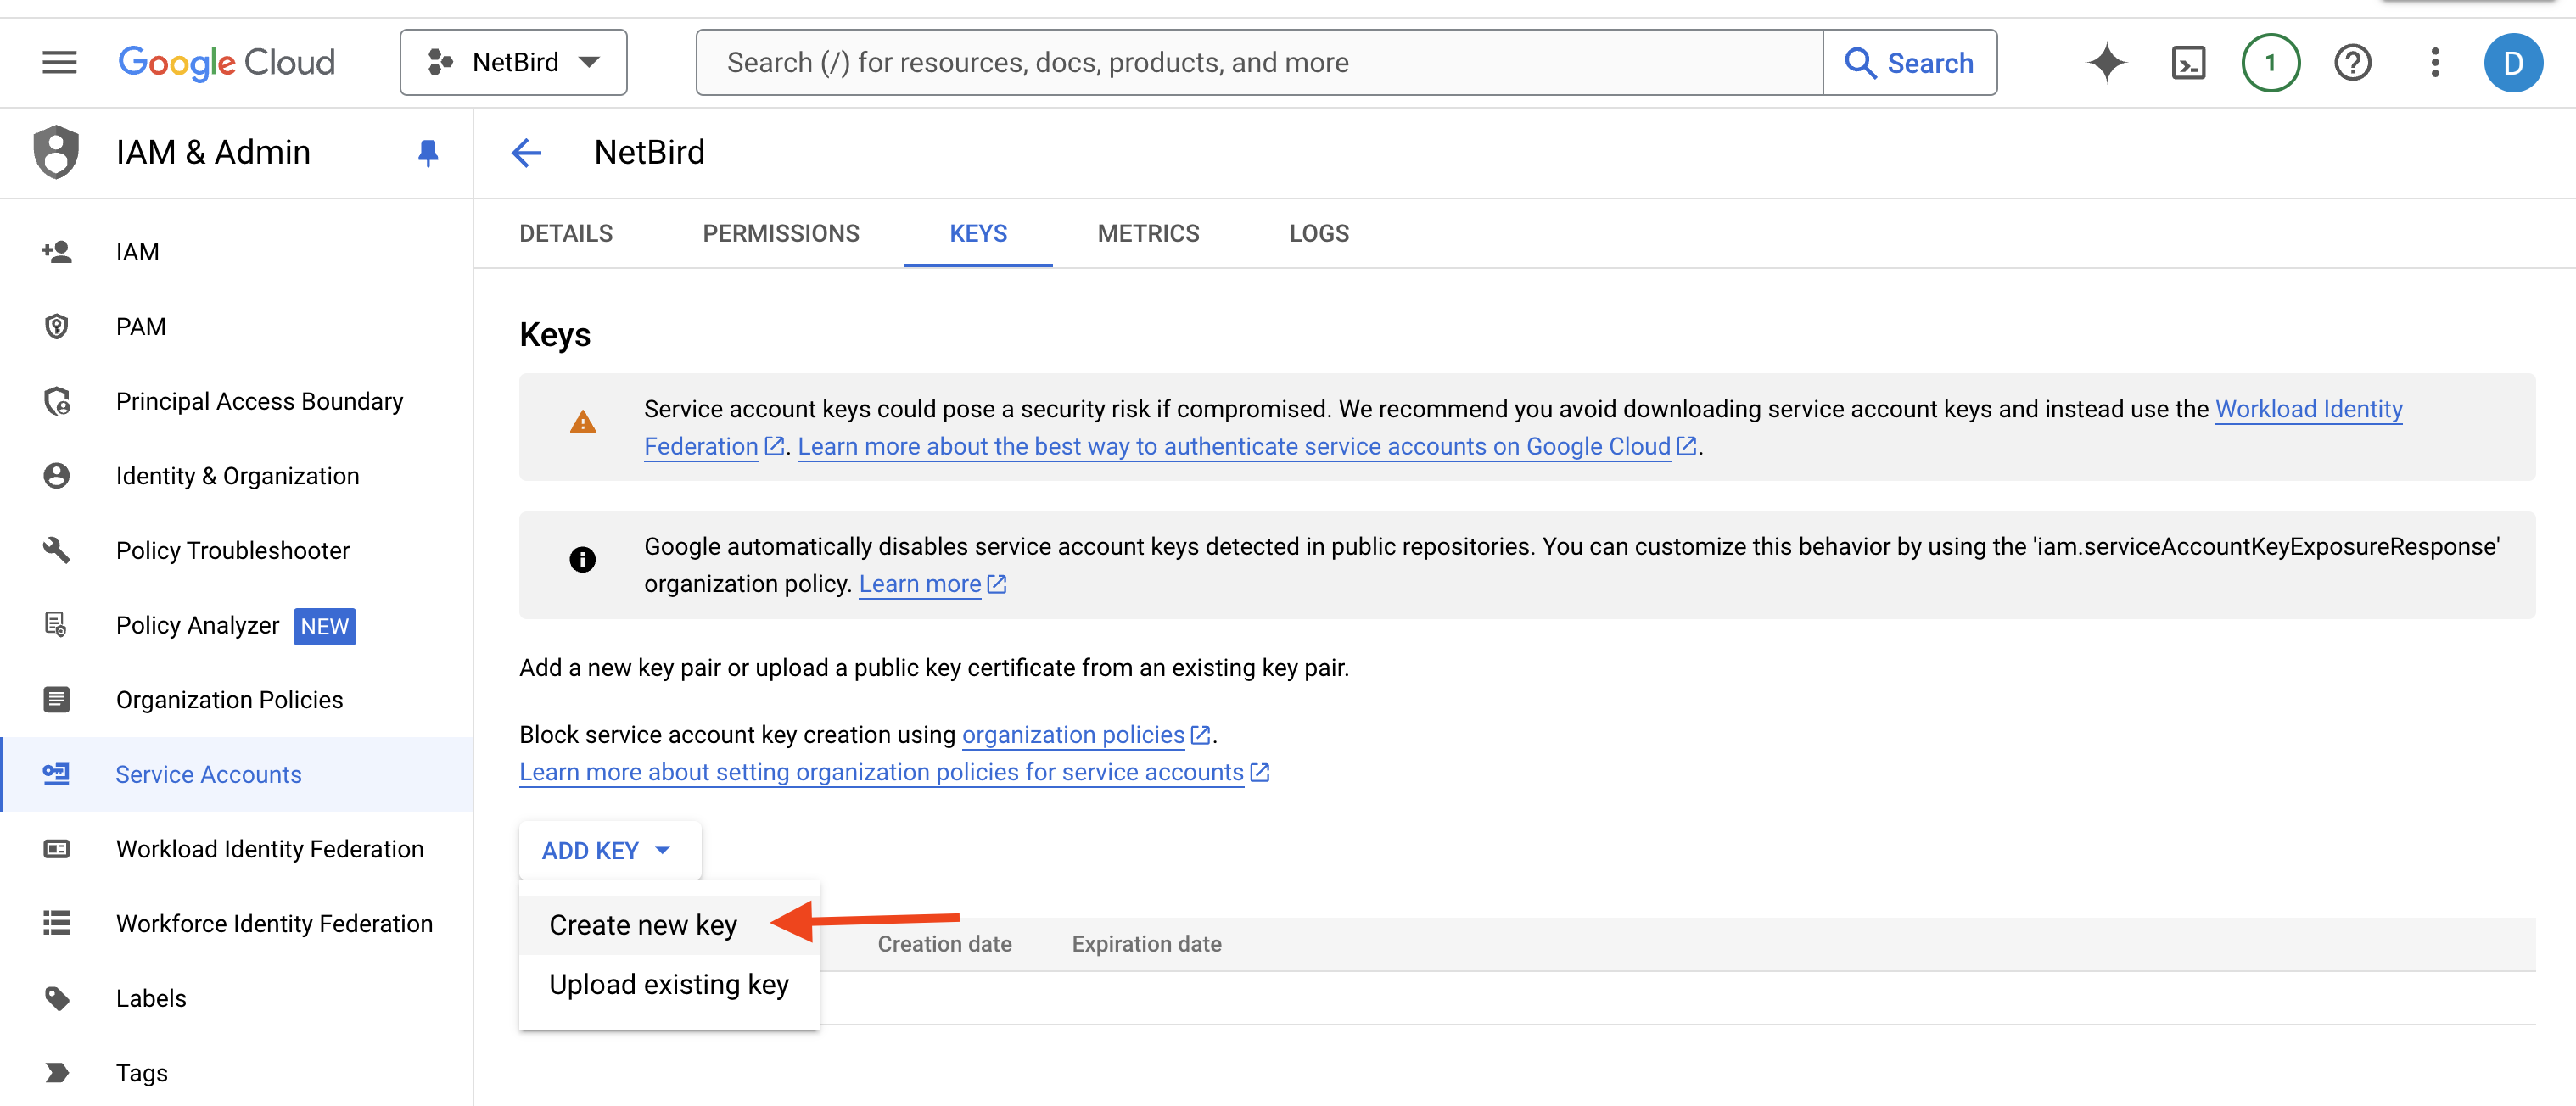 Google Cloud
NetBird
Search (/) for resources, docs, products, and more
Search
1
D
IAM & Admin
NetBird
DETAILS
PERMISSIONS
KEYS
METRICS
LOGS
IAM
PAM
Principal Access Boundary
Identity & Organization
Policy Troubleshooter
Policy Analyzer NEW
Organization Policies
Service Accounts
Workload Identity Federation
Workforce Identity Federation
Labels
Tags
Keys
Service account keys could pose a security risk if compromised. We recommend you avoid downloading service account keys and instead use the Workload Identity
Federation. Learn more about the best way to authenticate service accounts on Google Cloud.
Google automatically disables service account keys detected in public repositories. You can customize this behavior by using the 'iam.serviceAccountKeyExposureResponse'
organization policy. Learn more
Add a new key pair or upload a public key certificate from an existing key pair.
Block service account key creation using organization policies.
Learn more about setting organization policies for service accounts
ADD KEY
Create new key
Upload existing key
Creation date
Expiration date